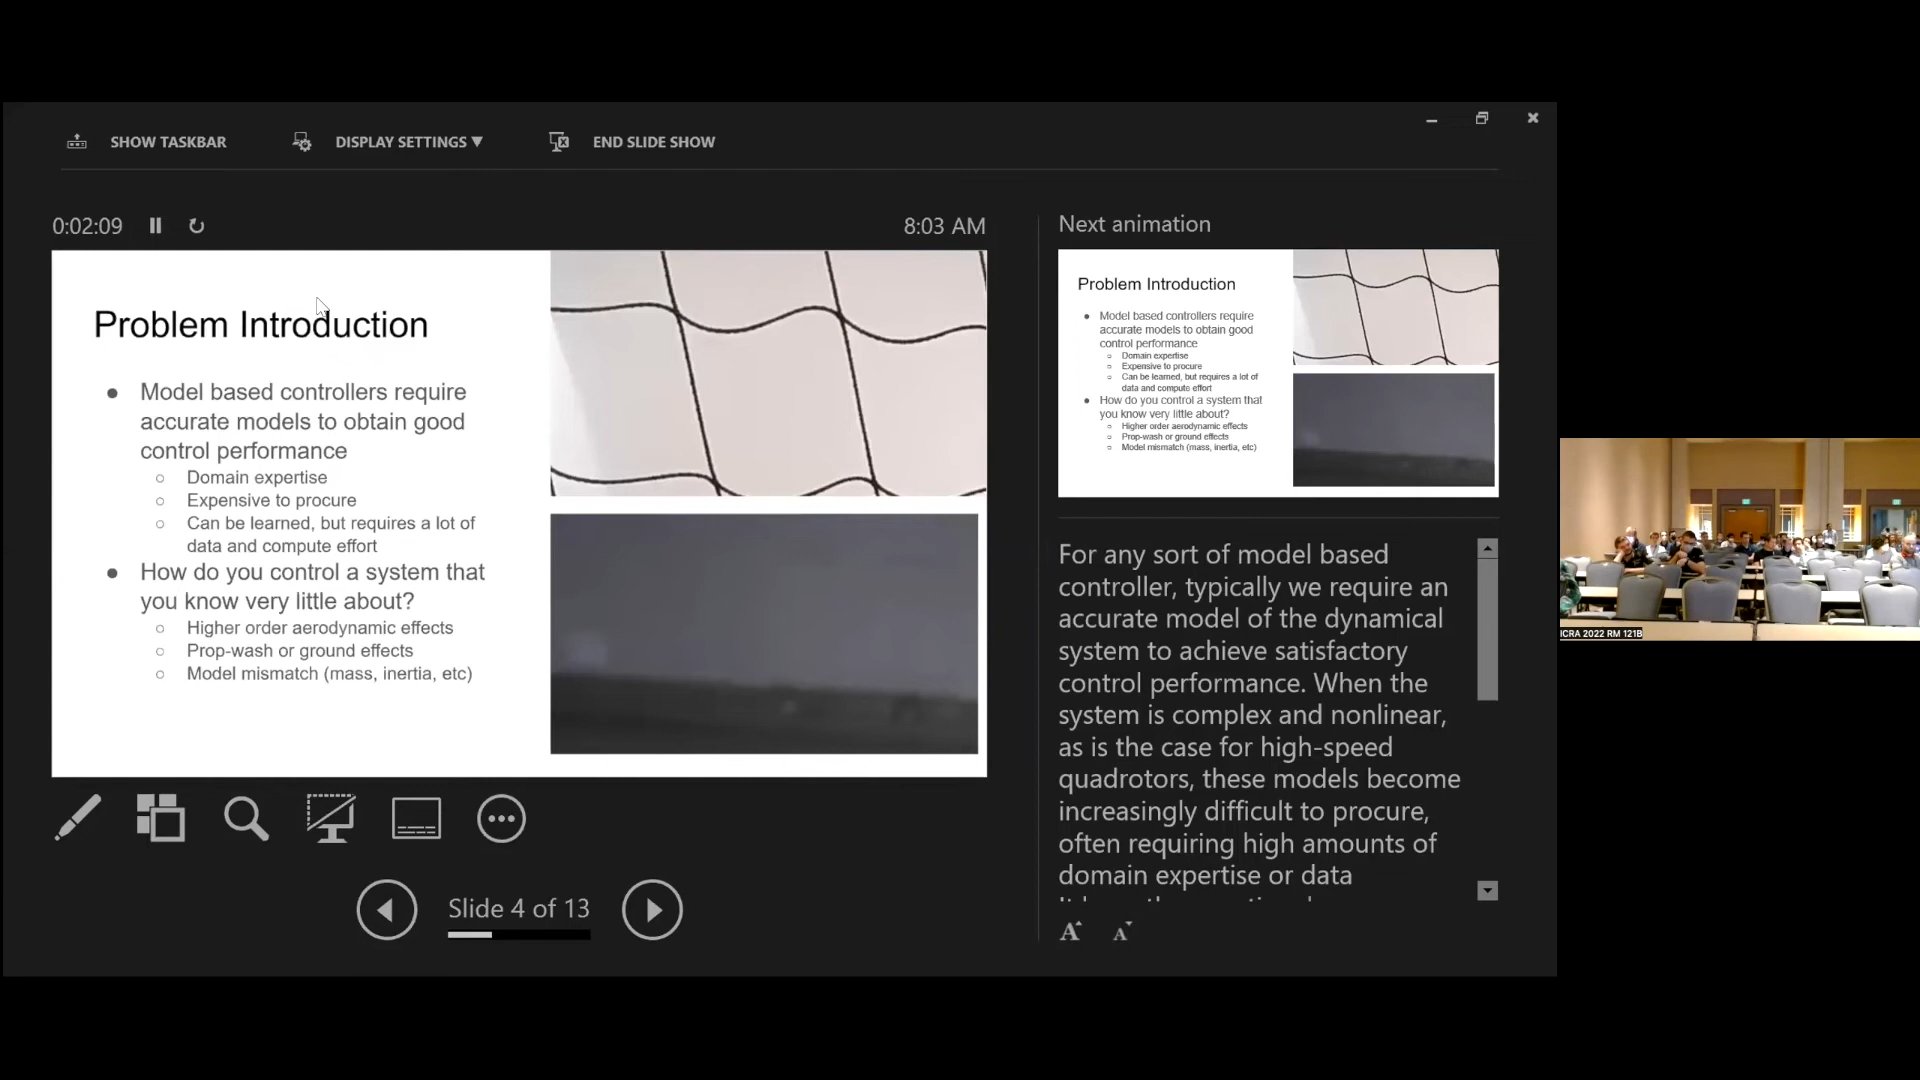 SHOW TASKBAR
DISPLAY SETTINGS ▼
END SLIDE SHOW
0:02:09
8:03 AM
Problem Introduction
● Model based controllers require
accurate models to obtain good
control performance
○ Domain expertise
○ Expensive to procure
○ Can be learned, but requires a lot of
data and compute effort
● How do you control a system that
you know very little about?
○ Higher order aerodynamic effects
○ Prop-wash or ground effects
○ Model mismatch (mass, inertia, etc)
Slide 4 of 13
Next animation
Problem Introduction
● Model based controllers require
accurate models to obtain good
control performance
○ Domain expertise
○ Expensive to procure
○ Can be learned, but requires a lot of
data and compute effort
● How do you control a system that
you know very little about?
○ Higher order aerodynamic effects
○ Prop-wash or ground effects
○ Model mismatch (mass, inertia, etc)
For any sort of model based
controller, typically we require an
accurate model of the dynamical
system to achieve satisfactory
control performance. When the
system is complex and nonlinear,
as is the case for high-speed
quadrotors, these models become
increasingly difficult to procure,
often requiring high amounts of
domain expertise or data
A A
ICRA 2022 RM 121B